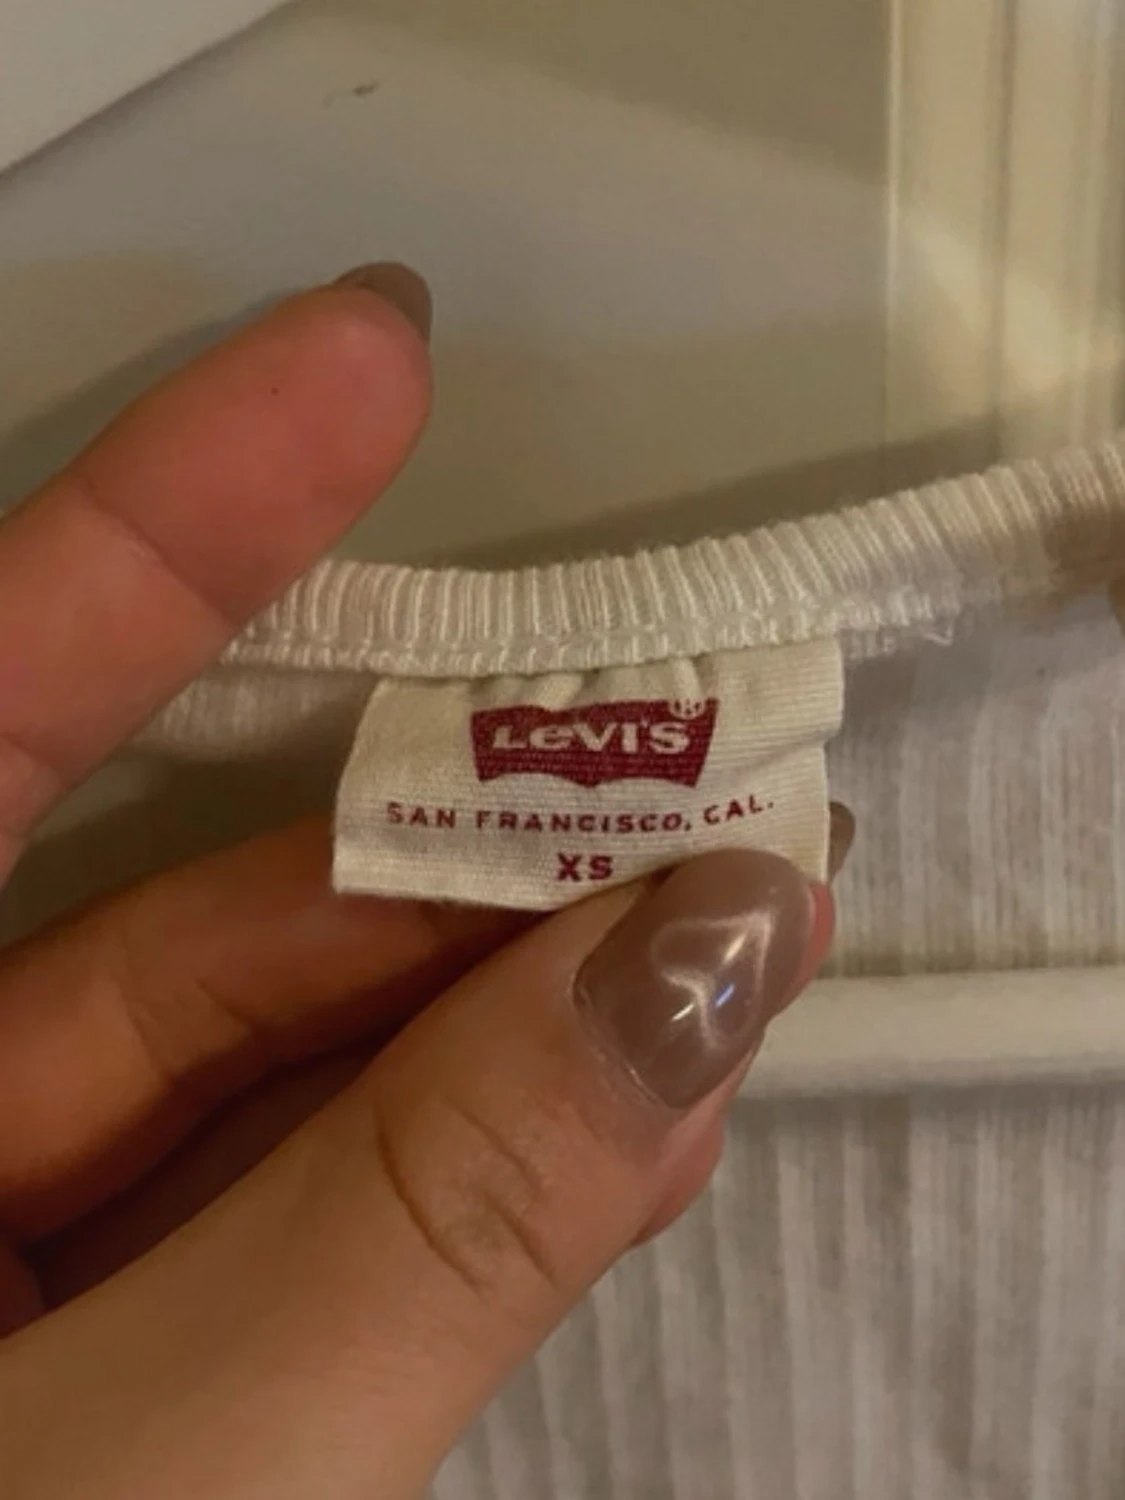 LeVI'S®
SAN FRANCISCO, CAL.
XS